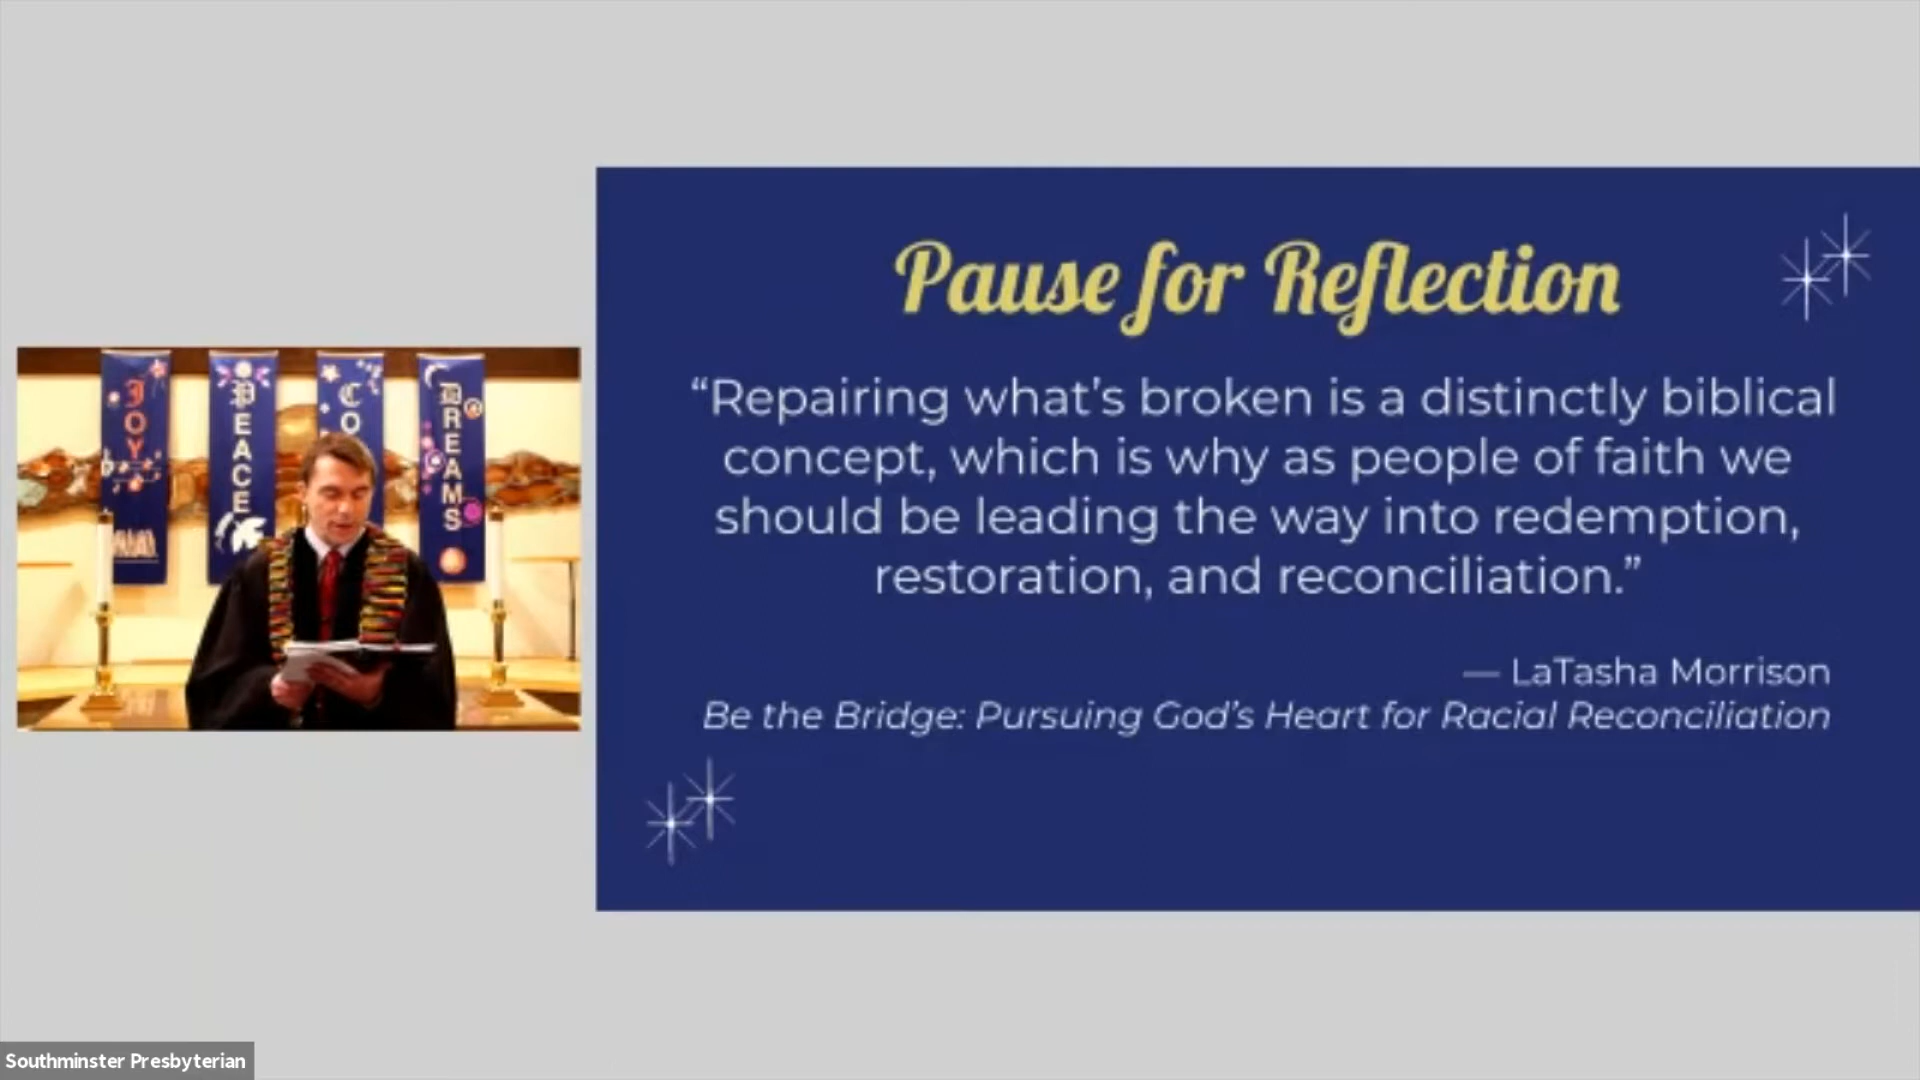 JOY
PEACE
CO
DREAMS
Pause for Reflection
“Repairing what’s broken is a distinctly biblical
concept, which is why as people of faith we
should be leading the way into redemption,
restoration, and reconciliation.”
— LaTasha Morrison
Be the Bridge: Pursuing God’s Heart for Racial Reconciliation
Southminster Presbyterian